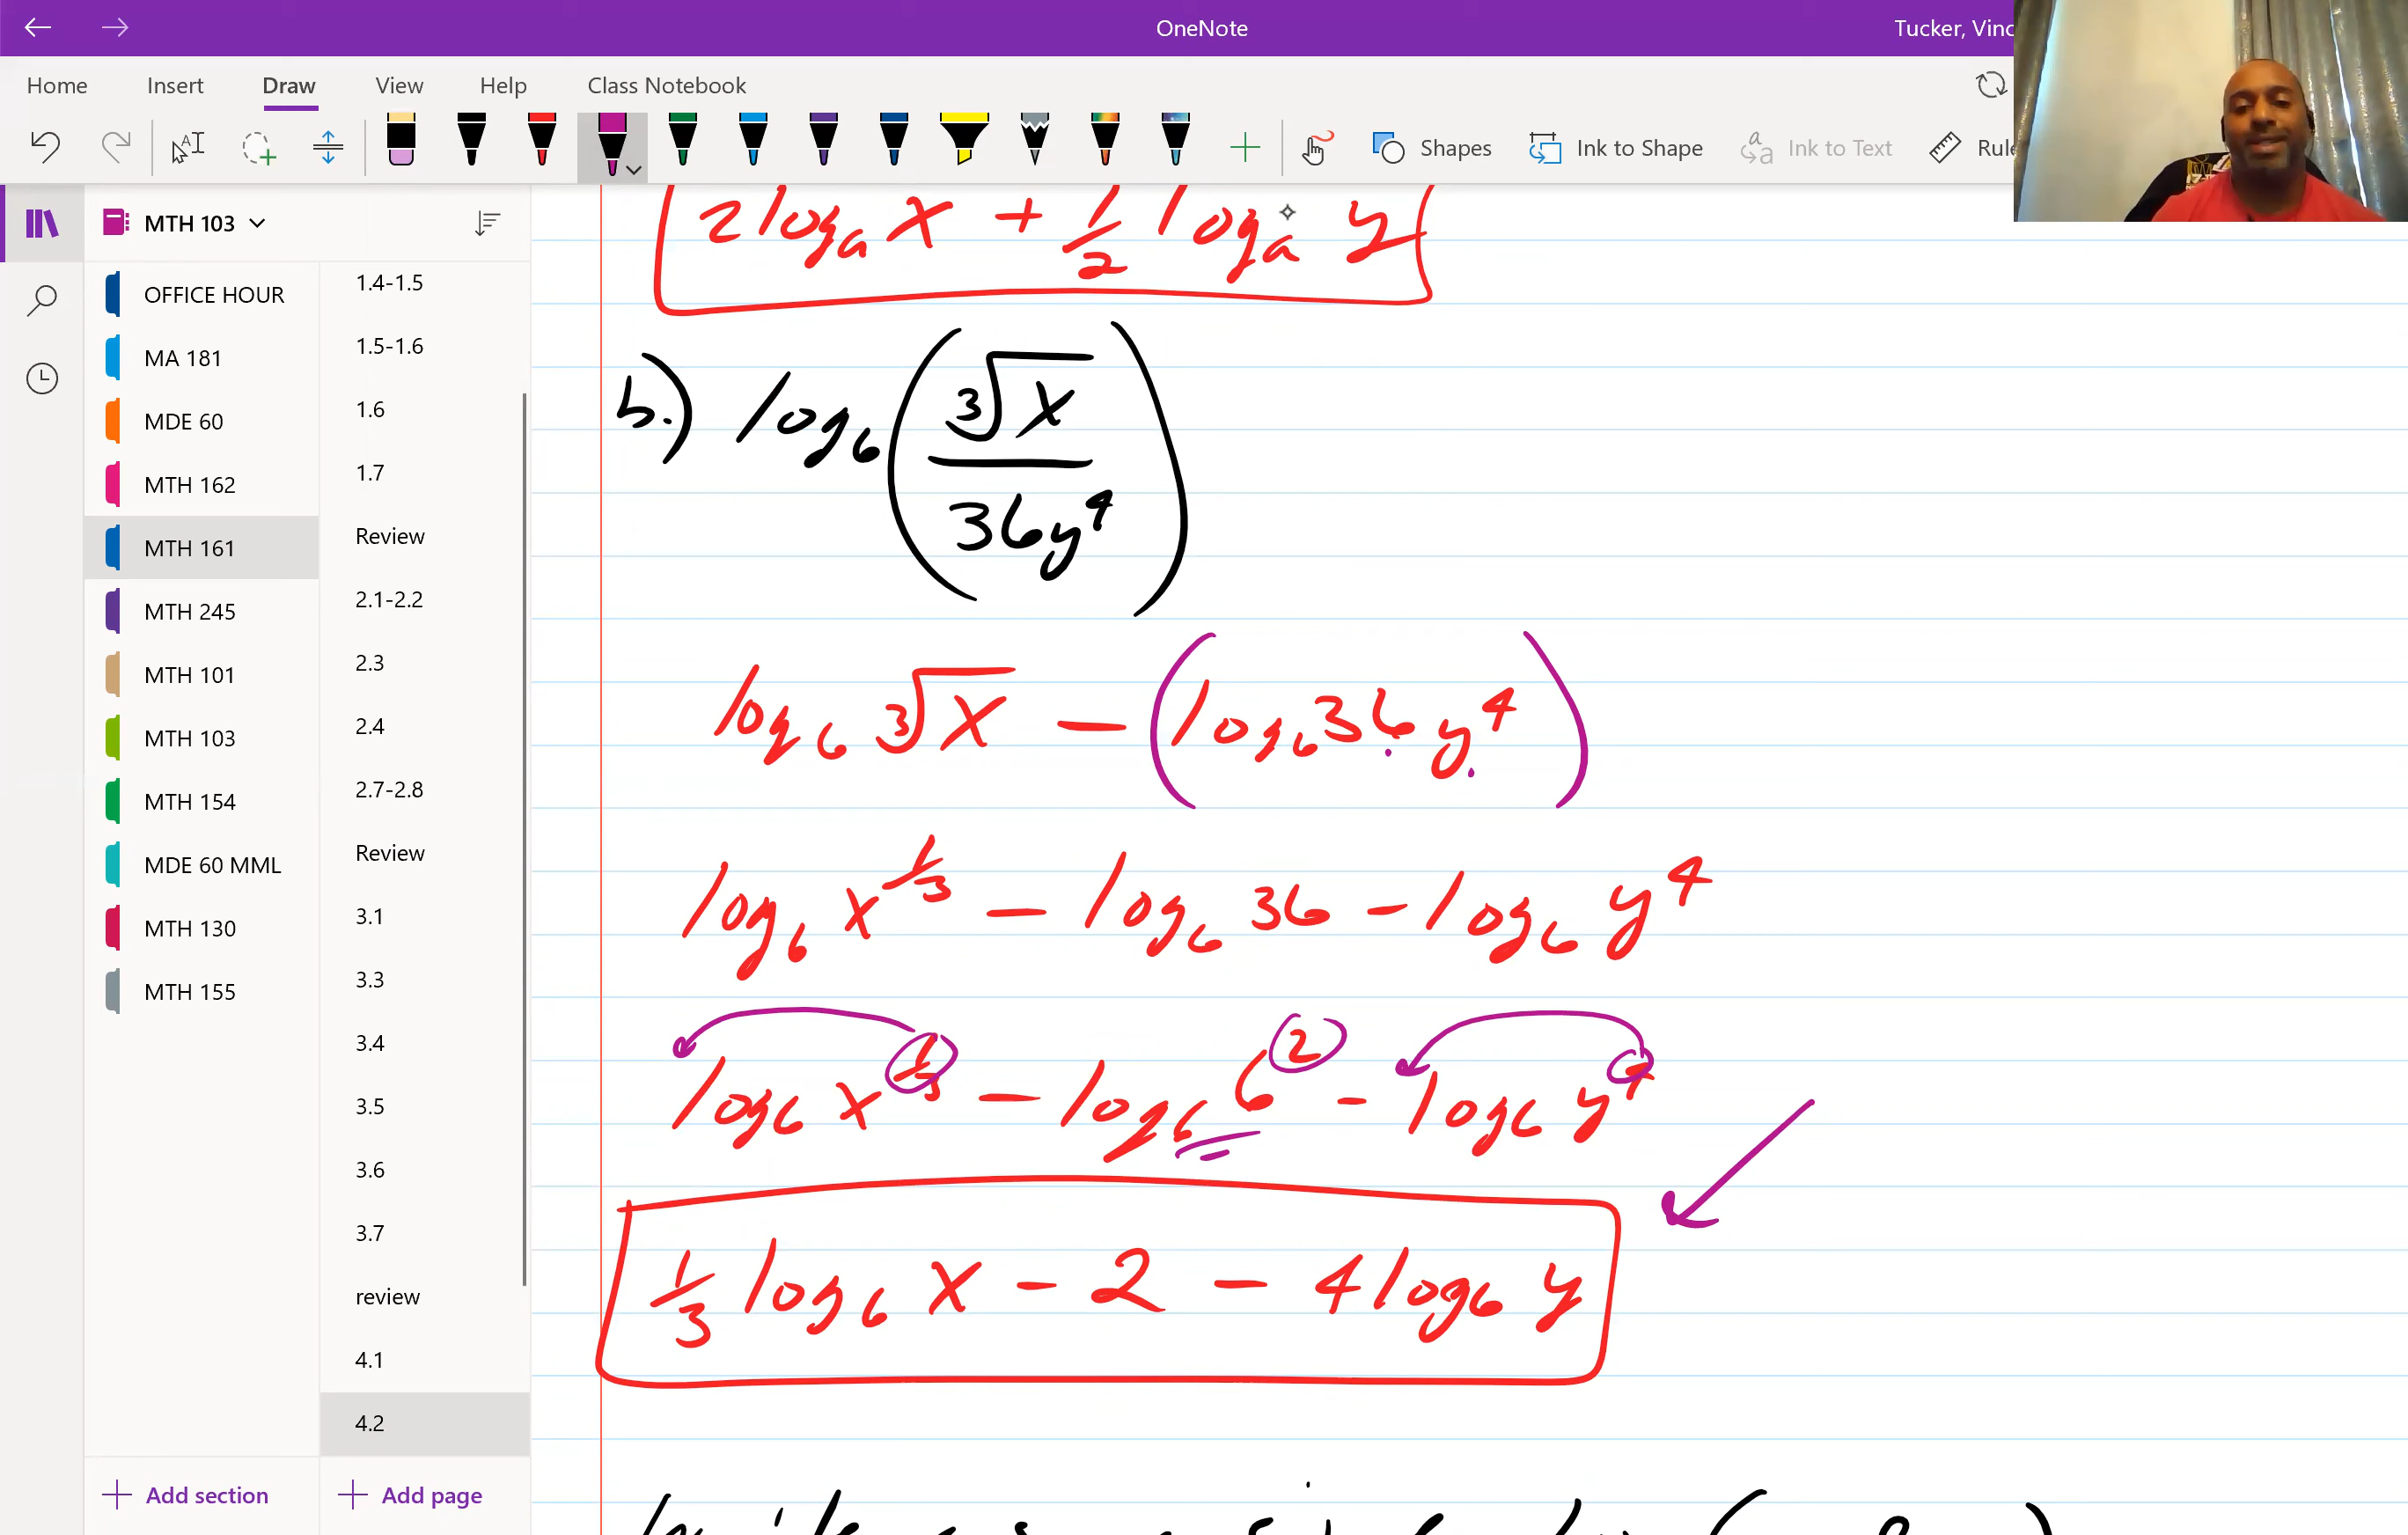 OneNote
Tucker, Vinc
Home Insert Draw View Help Class Notebook
Shapes Ink to Shape Ink to Text Rule
MTH 103
OFFICE HOUR
MA 181
MDE 60
MTH 162
MTH 161
MTH 245
MTH 101
MTH 103
MTH 154
MDE 60 MML
MTH 130
MTH 155
Add section
1.4-1.5
1.5-1.6
1.6
1.7
Review
2.1-2.2
2.3
2.4
2.7-2.8
Review
3.1
3.3
3.4
3.5
3.6
3.7
review
4.1
4.2
Add page
2 logₐ x + 1/2 logₐ y
b.) log₆ (∛x / 36y⁴)
log₆ ∛x − (log₆ 36y⁴)
log₆ x^(1/3) − log₆ 36 − log₆ y⁴
log₆ x^(1/3) − log₆ 6² − log₆ y⁴
1/3 log₆ x − 2 − 4 log₆ y